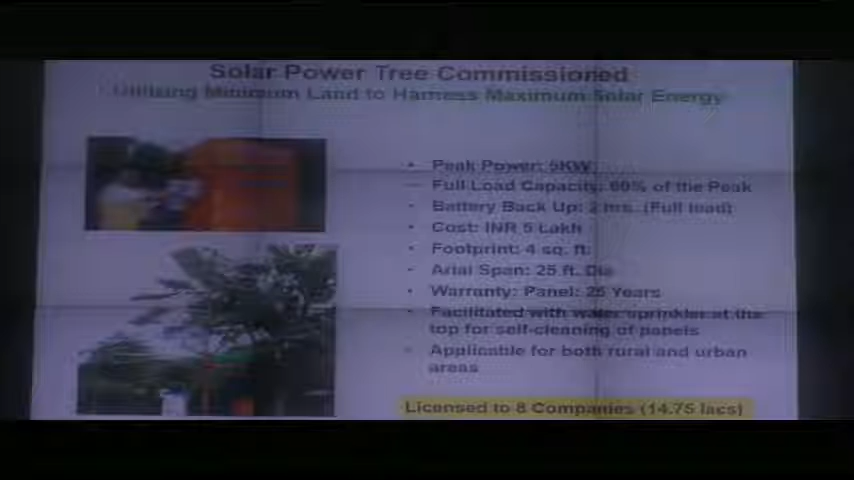 Solar Power Tree Commissioned
Utilising Minimum Land to Harness Maximum Solar Energy
• Peak Power: 5KW
Full Load Capacity: 60% of the Peak
• Battery Back Up: 2 hrs. (Full load)
• Cost: INR 5 Lakh
• Footprint: 4 sq. ft.
• Arial Span: 25 ft. Dia
• Warranty: Panel: 25 Years
• Facilitated with water sprinkler at the
top for self-cleaning of panels
• Applicable for both rural and urban
areas
Licensed to 8 Companies (14.75 lacs)